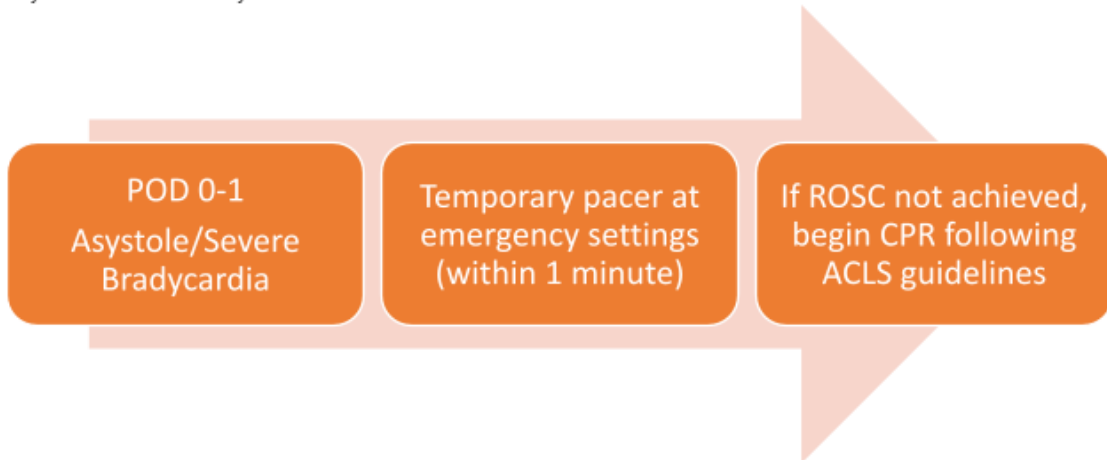 POD 0-1
Asystole/Severe
Bradycardia
Temporary pacer at
emergency settings
(within 1 minute)
If ROSC not achieved,
begin CPR following
ACLS guidelines